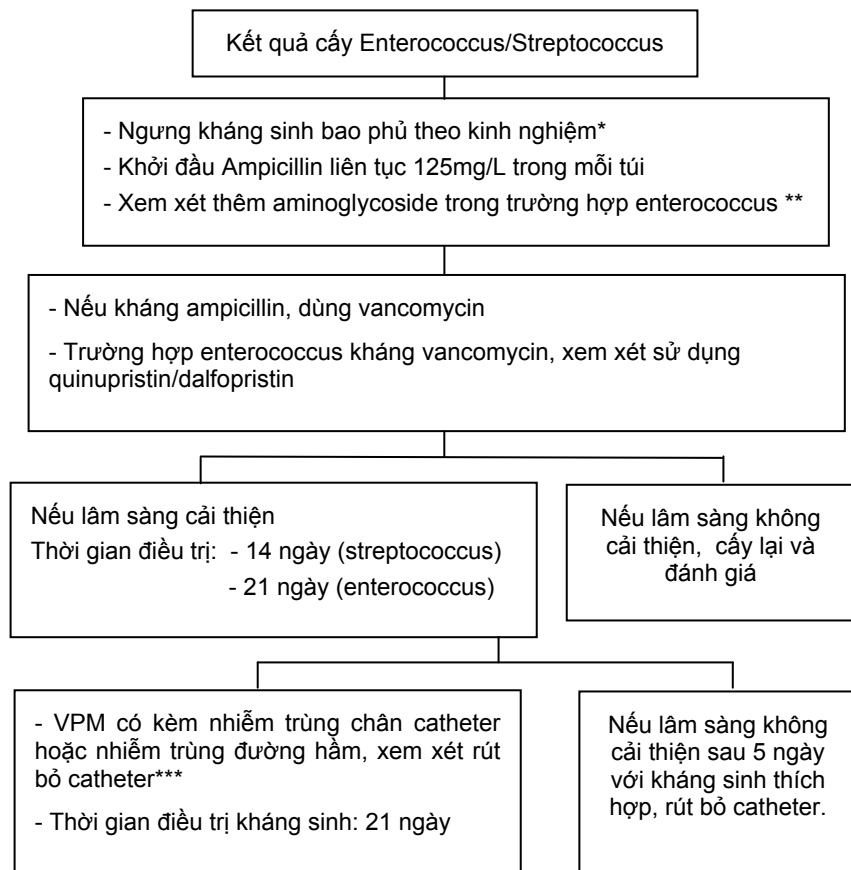 Kết quả cấy Enterococcus/Streptococcus
- Ngưng kháng sinh bao phủ theo kinh nghiệm*
- Khởi đầu Ampicillin liên tục 125mg/L trong mỗi túi
- Xem xét thêm aminoglycoside trong trường hợp enterococcus **
- Nếu kháng ampicillin, dùng vancomycin
- Trường hợp enterococcus kháng vancomycin, xem xét sử dụng
quinupristin/dalfopristin
Nếu lâm sàng cải thiện
Thời gian điều trị: - 14 ngày (streptococcus)
- 21 ngày (enterococcus)
Nếu lâm sàng không
cải thiện, cấy lại và
đánh giá
- VPM có kèm nhiễm trùng chân catheter
hoặc nhiễm trùng đường hầm, xem xét rút
bỏ catheter***
- Thời gian điều trị kháng sinh: 21 ngày
Nếu lâm sàng không
cải thiện sau 5 ngày
với kháng sinh thích
hợp, rút bỏ catheter.